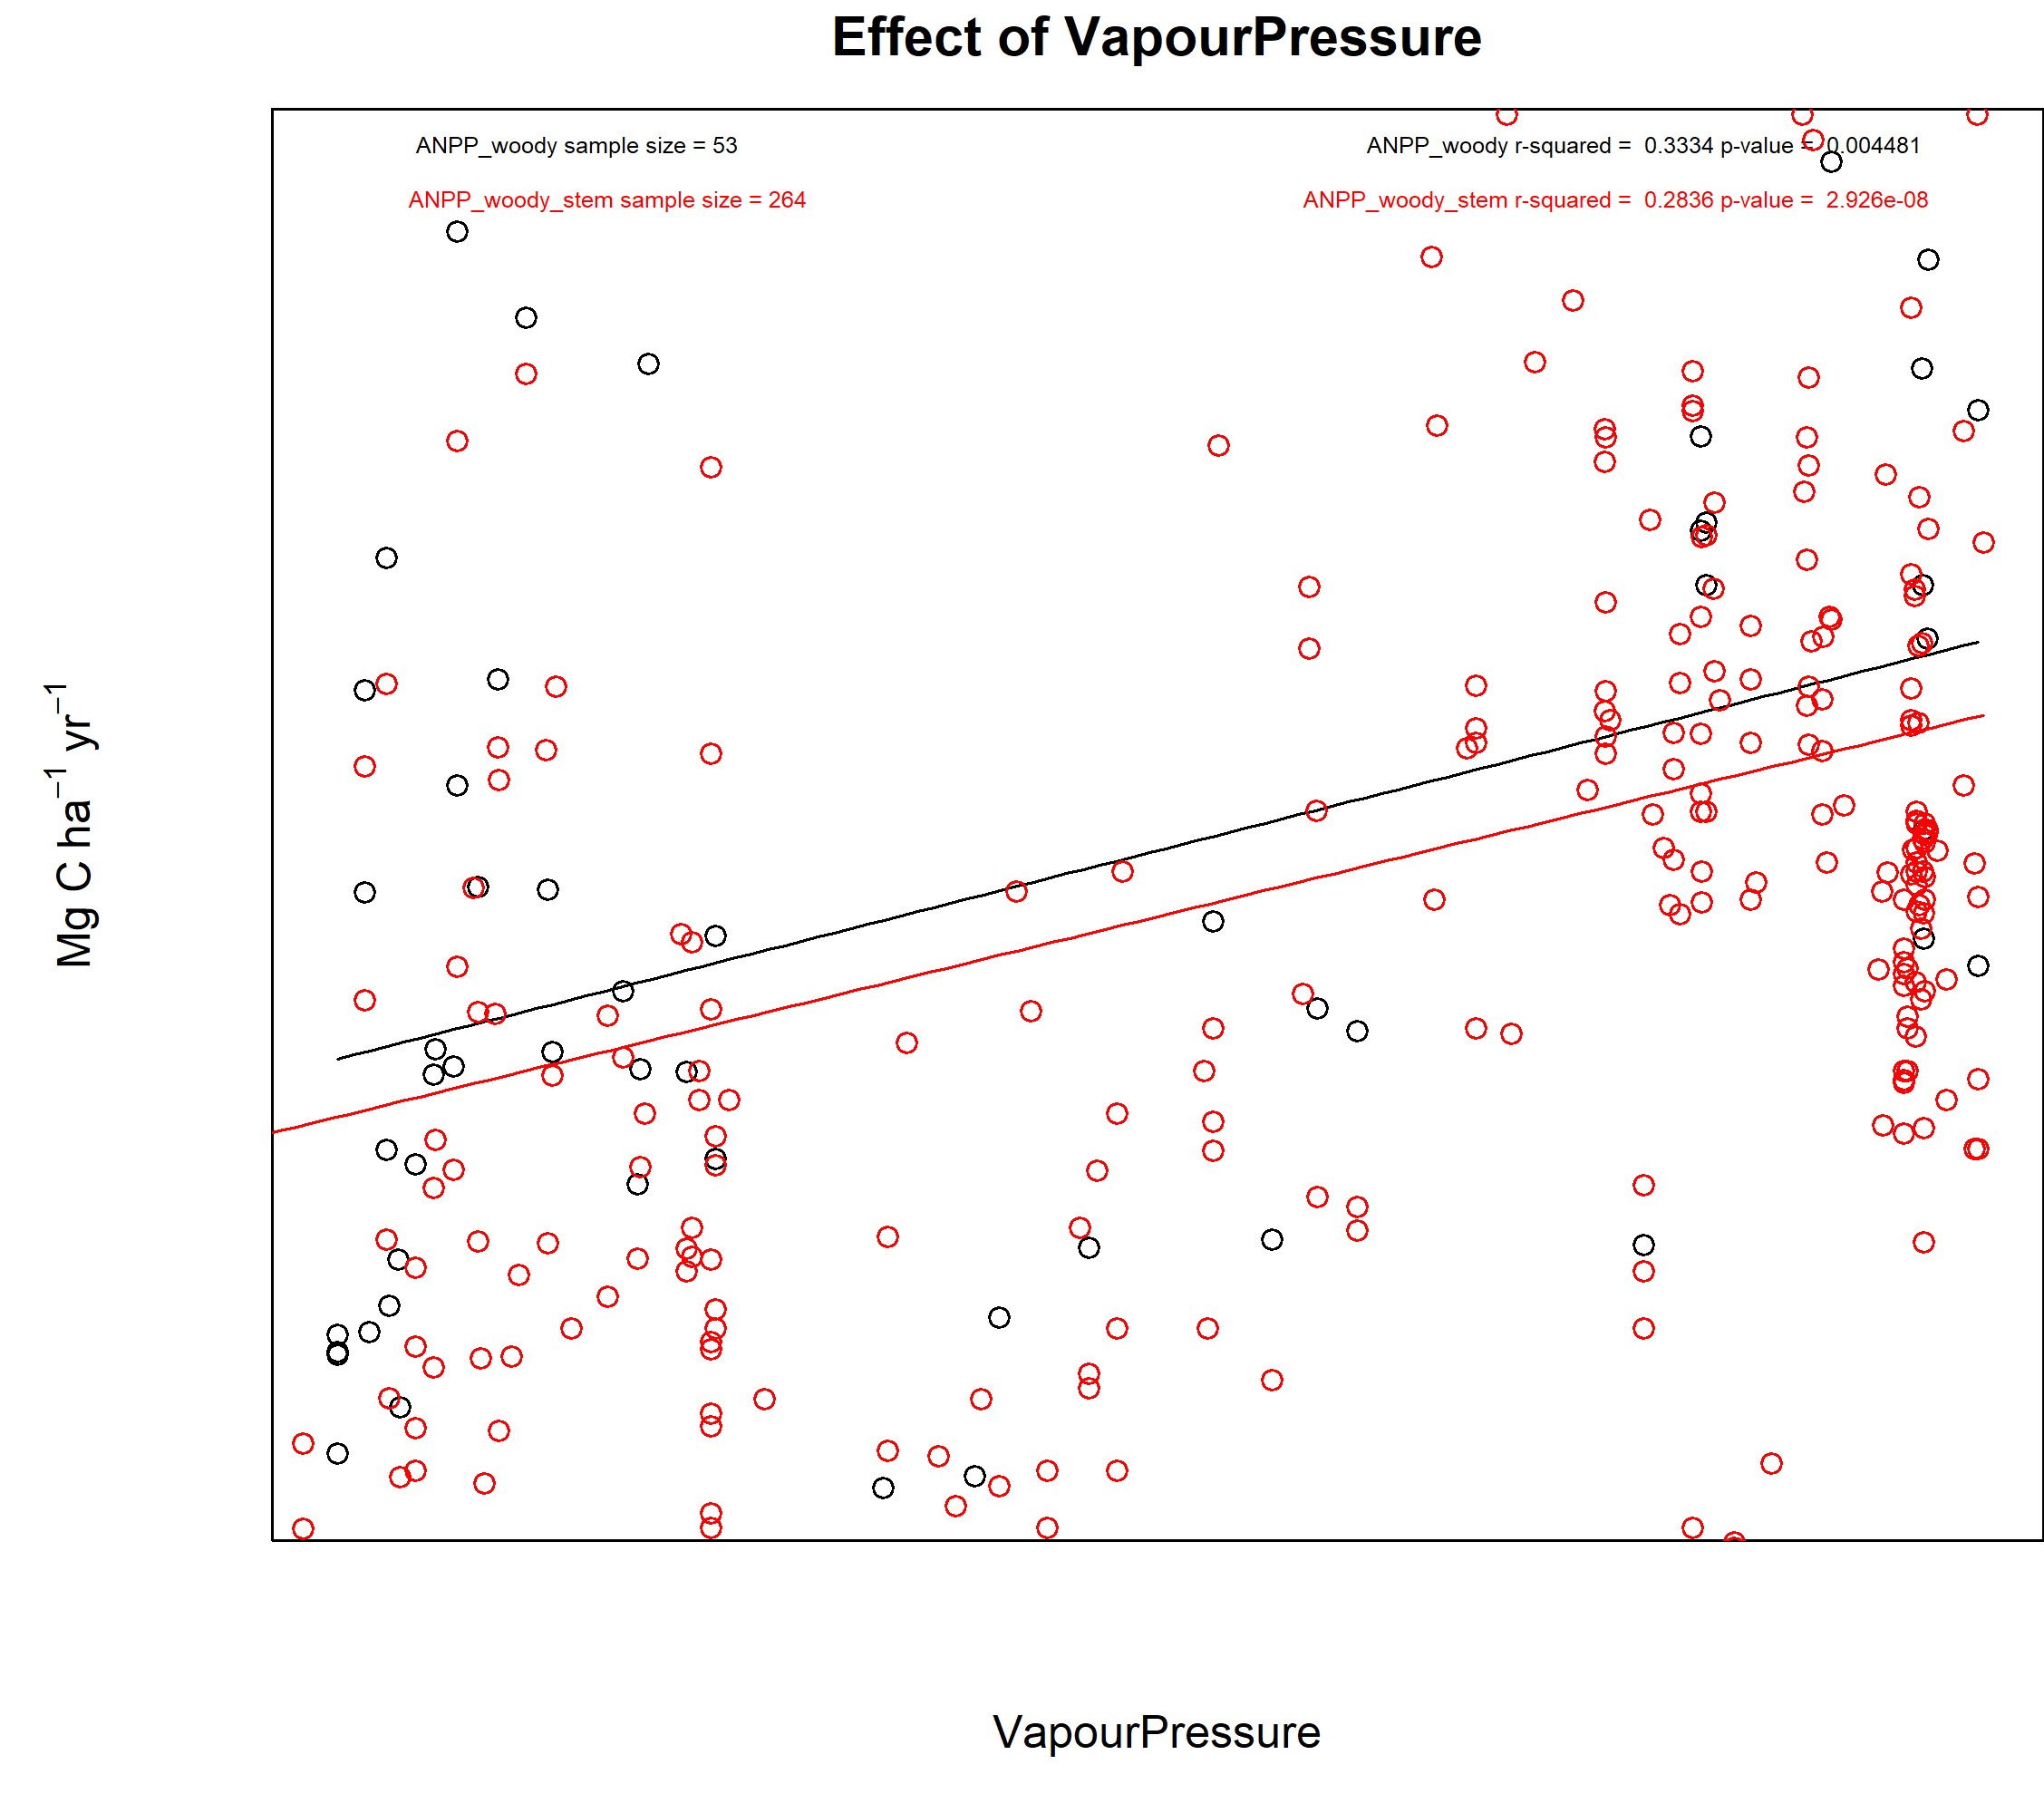 Effect of VapourPressure
ANPP_woody sample size = 53
ANPP_woody r-squared = 0.3334 p-value = 0.004481
ANPP_woody_stem sample size = 264
ANPP_woody_stem r-squared = 0.2836 p-value = 2.926e-08
Mg C ha⁻¹ yr⁻¹
VapourPressure